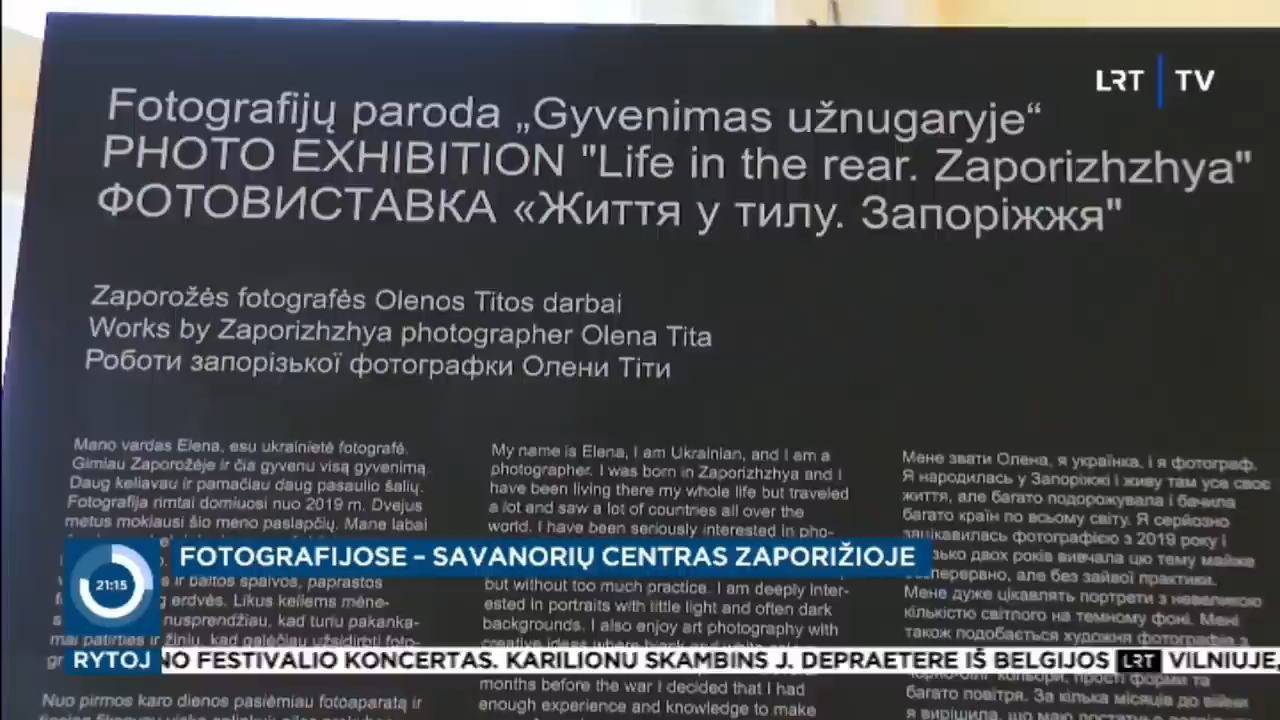 LRT TV
Fotografijų paroda „Gyvenimas užnugaryje“
PHOTO EXHIBITION "Life in the rear. Zaporizhzhya"
ФОТОВИСТАВКА «Життя у тилу. Запоріжжя"
Zaporožės fotografės Olenos Titos darbai
Works by Zaporizhzhya photographer Olena Tita
Роботи запорізької фотографки Олени Тіти
Mano vardas Elena, esu ukrainietė fotografė.
Gimiau Zaporožėje ir čia gyvenu visą gyvenimą.
Daug keliavau ir pamačiau daug pasaulio šalių.
Fotografija rimtai domiuosi nuo 2019 m. Dvejus
metus mokiausi šio meno paslapčių. Mane labai
ir baltos spalvos, paprastos
erdvės. Likus keliems mėne-
nusprendžiau, kad turiu pakanka-
mai patirties ir žinių, kad galėčiau užsidirbti foto-
Nuo pirmos karo dienos pasiėmiau fotoaparatą ir
My name is Elena, I am Ukrainian, and I am a
photographer. I was born in Zaporizhzhya and I
have been living there my whole life but traveled
a lot and saw a lot of countries all over the
world. I have been seriously interested in pho-
but without too much practice. I am deeply inter-
ested in portraits with little light and often dark
backgrounds. I also enjoy art photography with
creative ideas where black and white
months before the war I decided that I had
enough experience and knowledge to make
Мене звати Олена, я українка, і я фотограф.
Я народилась у Запоріжжі і живу там усе своє
життя, але багато подорожувала і бачила
багато країн по всьому світу. Я серйозно
зацікавилась фотографією з 2019 року і
двох років вивчала цю тему майже
але без зайвої практики.
Мене дуже цікавлять портрети з невеликою
кількістю світлого на темному фоні. Мені
також подобається художня фотографія з
прості форми та
багато повітря. За кілька місяців до війни
я вирішила, що маю
21:15
FOTOGRAFIJOSE – SAVANORIŲ CENTRAS ZAPORIŽIOJE
RYTOJ NO FESTIVALIO KONCERTAS. KARILIONU SKAMBINS J. DEPRAETERE IŠ BELGIJOS LRT VILNIUJE,